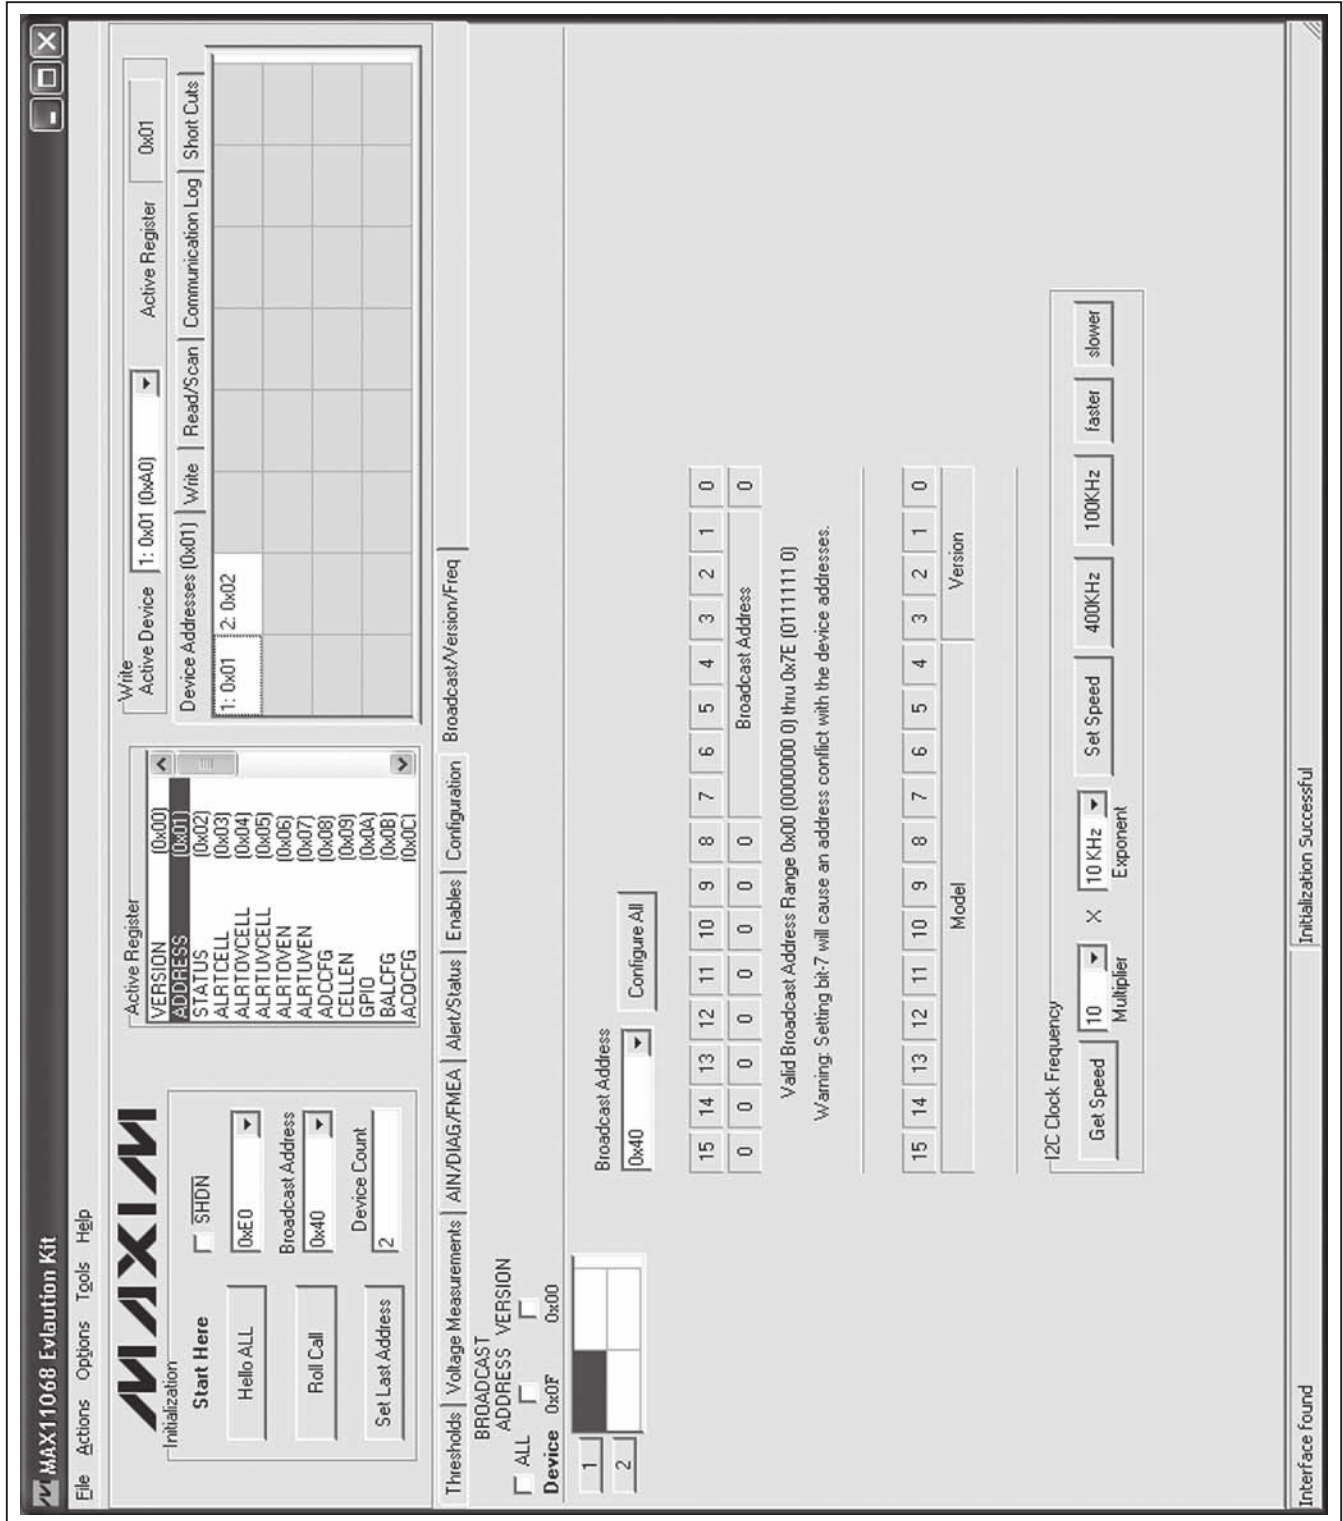 MAX11068 Evlaution Kit
File Actions Options Tools Help
MAXIM
Initialization
Start Here
SHDN
Hello ALL
0xE0
Broadcast Address
Roll Call
0x40
Device Count
Set Last Address
2
Active Register
VERSION (0x00)
ADDRESS (0x01)
STATUS (0x02)
ALRTCELL (0x03)
ALRTOVCELL (0x04)
ALRTUVCELL (0x05)
ALRTOVEN (0x06)
ALRTUVEN (0x07)
ADCCFG (0x08)
CELLEN (0x09)
GPIO (0x0A)
BALCFG (0x0B)
ACQCFG (0x0C)
Write
Active Device 1: 0x01 (0xA0) Active Register 0x01
Device Addresses (0x01) Write Read/Scan Communication Log Short Cuts
1: 0x01 2: 0x02
Thresholds Voltage Measurements AIN/DIAG/FMEA Alert/Status Enables Configuration Broadcast/Version/Freq
BROADCAST
ADDRESS VERSION
ALL
Device 0x0F 0x00
1
2
Broadcast Address
0x40 Configure All
15 14 13 12 11 10 9 8 7 6 5 4 3 2 1 0
0 0 0 0 0 0 0 0 Broadcast Address 0
Valid Broadcast Address Range 0x00 (0000000 0) thru 0x7E (0111111 0)
Warning: Setting bit-7 will cause an address conflict with the device addresses.
15 14 13 12 11 10 9 8 7 6 5 4 3 2 1 0
Model Version
I2C Clock Frequency
Get Speed 10 X 10 KHz Set Speed 400KHz 100KHz faster slower
Multiplier Exponent
Interface Found Initialization Successful